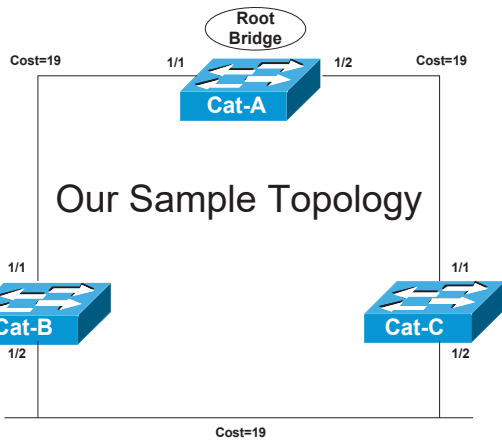 Root
Bridge
Cost=19
1/1
1/2
Cost=19
Cat-A
Our Sample Topology
1/1
1/1
Cat-B
Cat-C
1/2
1/2
Cost=19